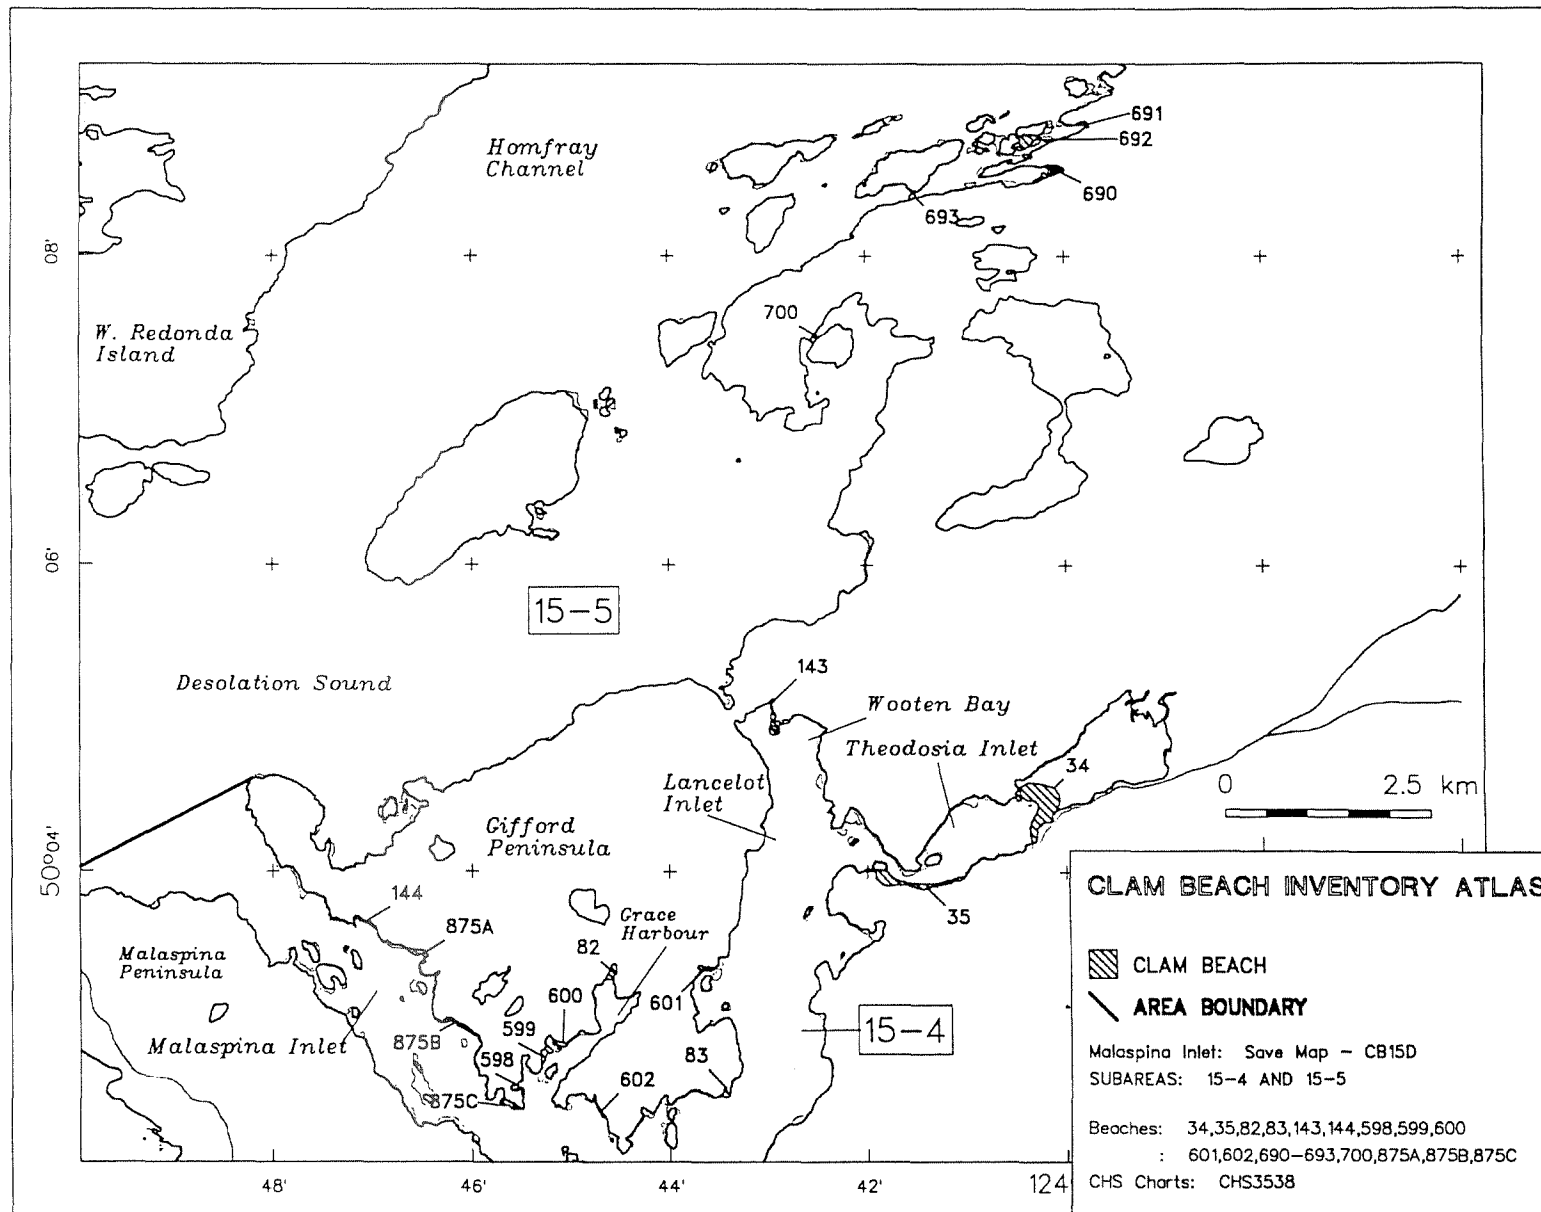 Homfray
Channel
691
692
690
693
08'
700
W. Redonda
Island
06'
15-5
Desolation Sound
143
Wooten Bay
Theodosia Inlet
34
0 2.5 km
Lancelot
Inlet
Gifford
Peninsula
50°04'
144
875A
Grace
Harbour
82
35
Malaspina
Peninsula
600
601
599
15-4
Malaspina Inlet
875B
598
83
602
875C
48'
46'
44'
42'
124
CLAM BEACH INVENTORY ATLAS
CLAM BEACH
AREA BOUNDARY
Malaspina Inlet: Save Map - CB15D
SUBAREAS: 15-4 AND 15-5
Beaches: 34,35,82,83,143,144,598,599,600
: 601,602,690-693,700,875A,875B,875C
CHS Charts: CHS3538